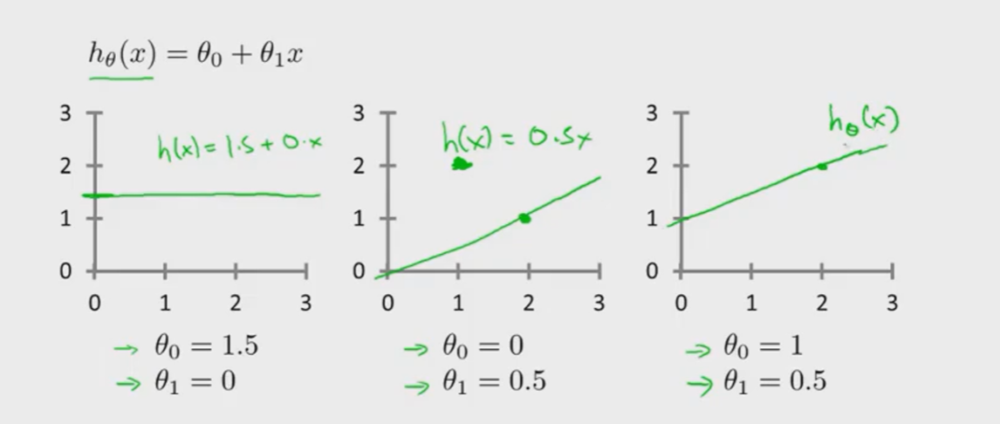 hθ(x) = θ₀ + θ₁x
3
h(x) = 1.5 + 0·x
2
1
0
0 1 2 3
→ θ₀ = 1.5
→ θ₁ = 0
3
h(x) = 0.5x
2
1
0
0 1 2 3
→ θ₀ = 0
→ θ₁ = 0.5
3
hθ(x)
2
1
0
0 1 2 3
→ θ₀ = 1
→ θ₁ = 0.5